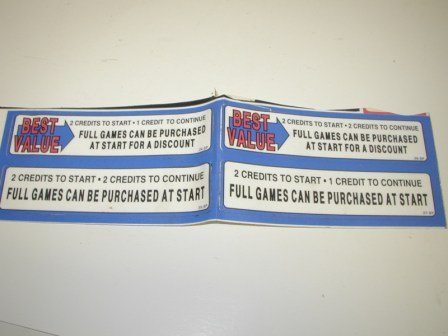 BEST VALUE
2 CREDITS TO START • 1 CREDIT TO CONTINUE
FULL GAMES CAN BE PURCHASED
AT START FOR A DISCOUNT
BEST VALUE
2 CREDITS TO START • 2 CREDITS TO CONTINUE
FULL GAMES CAN BE PURCHASED
AT START FOR A DISCOUNT
2 CREDITS TO START • 2 CREDITS TO CONTINUE
FULL GAMES CAN BE PURCHASED AT START
2 CREDITS TO START • 1 CREDIT TO CONTINUE
FULL GAMES CAN BE PURCHASED AT START